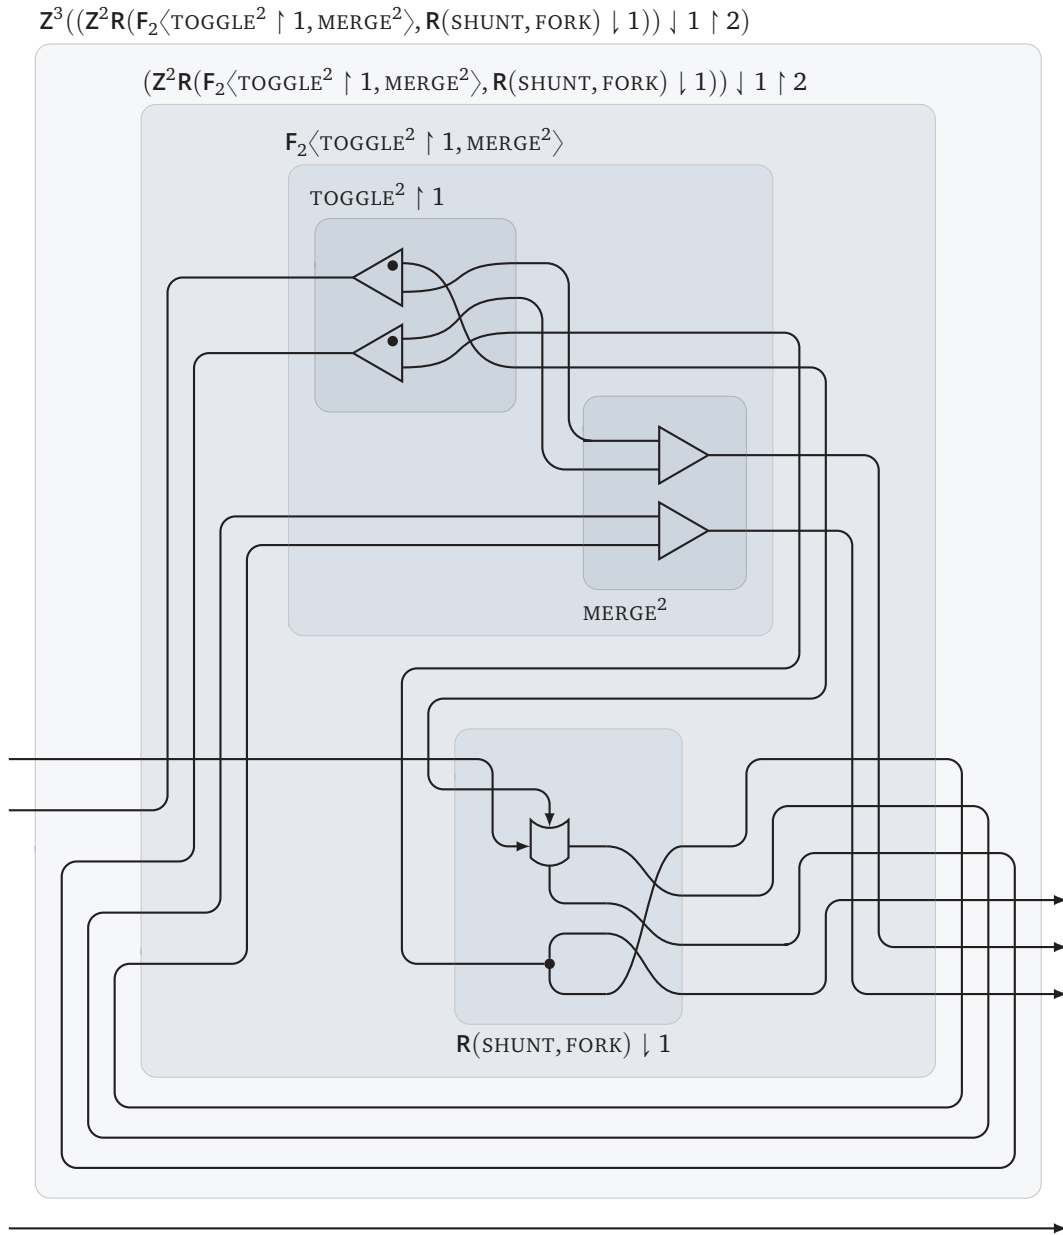 Z³((Z²R(F₂⟨TOGGLE² ↾ 1, MERGE²⟩, R(SHUNT, FORK) ⇂ 1)) ⇃ 1 ↾ 2)
(Z²R(F₂⟨TOGGLE² ↾ 1, MERGE²⟩, R(SHUNT, FORK) ⇂ 1)) ⇃ 1 ↾ 2
F₂⟨TOGGLE² ↾ 1, MERGE²⟩
TOGGLE² ↾ 1
MERGE²
R(SHUNT, FORK) ⇂ 1